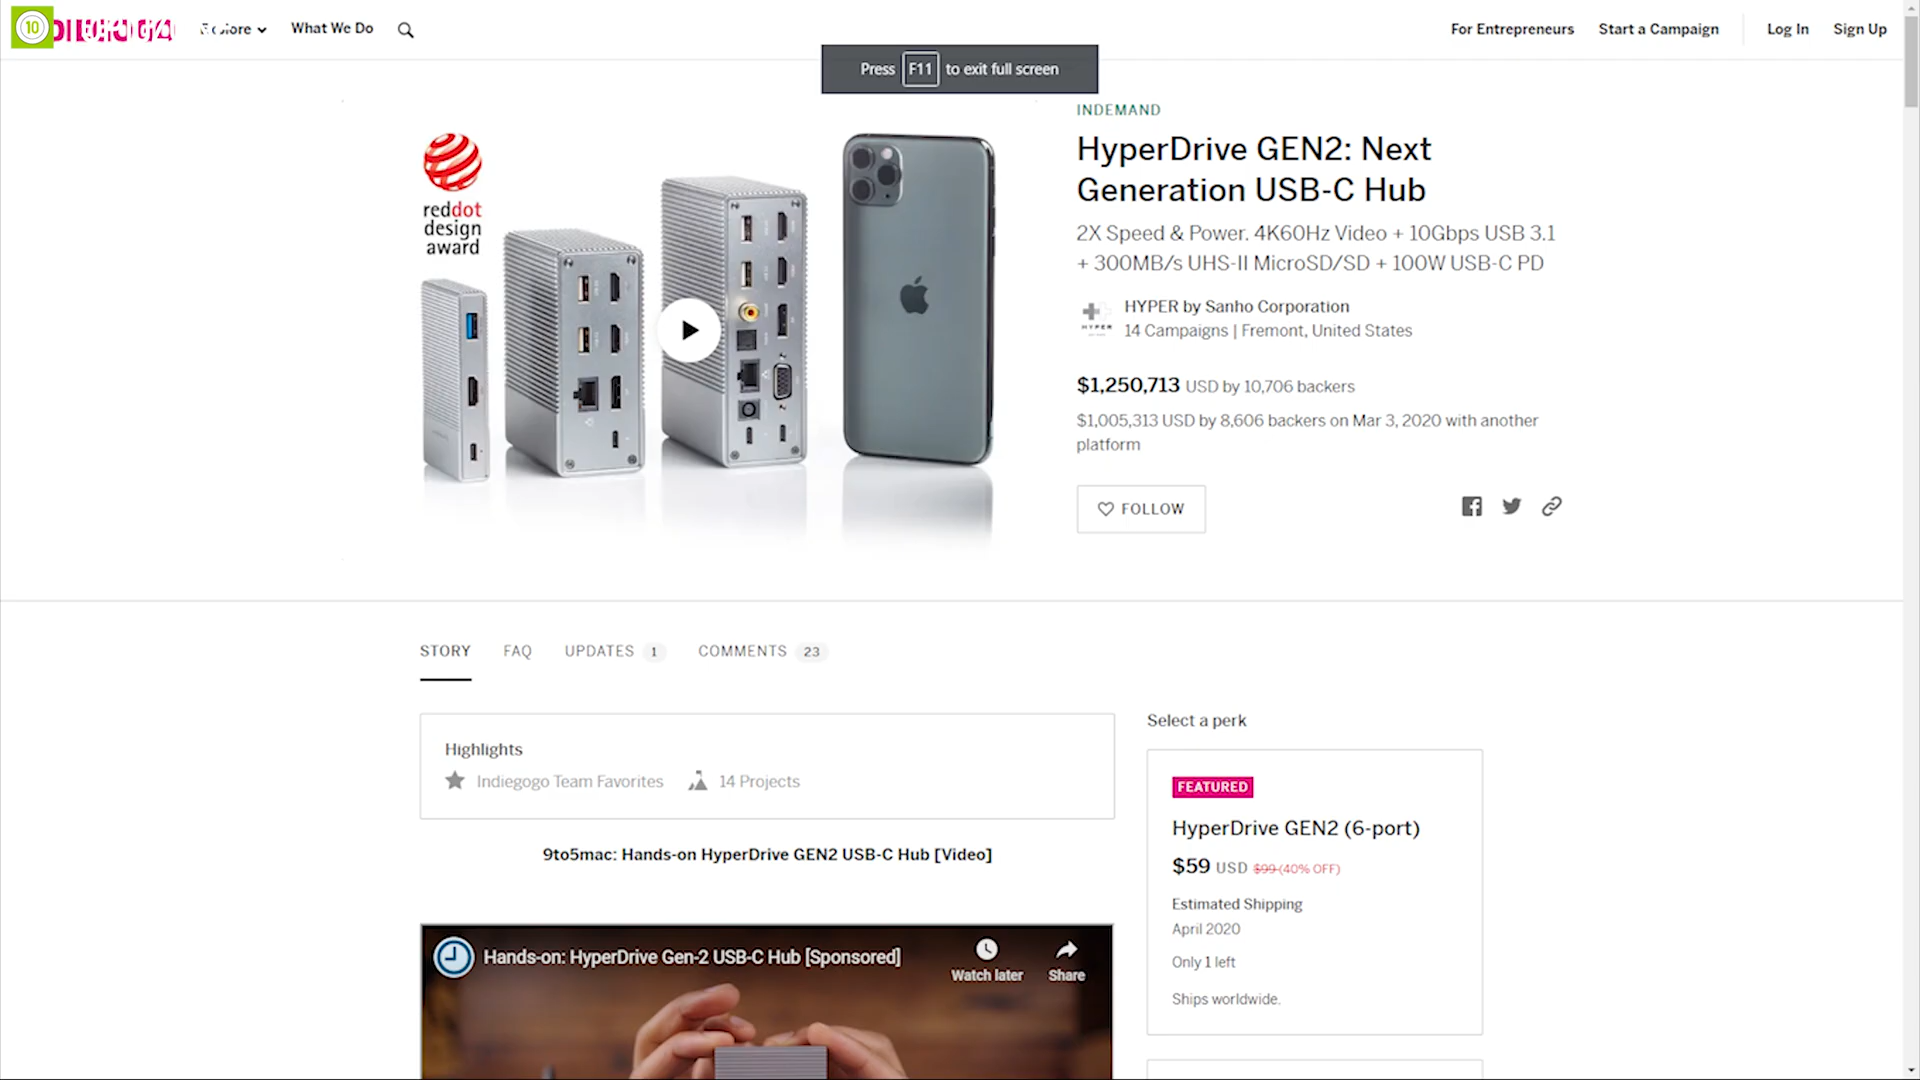 10
What We Do
For Entrepreneurs
Start a Campaign
Log In
Sign Up
Press F11 to exit full screen
reddot
design
award
INDEMAND
HyperDrive GEN2: Next
Generation USB-C Hub
2X Speed & Power. 4K60Hz Video + 10Gbps USB 3.1
+ 300MB/s UHS-II MicroSD/SD + 100W USB-C PD
HYPER
HYPER by Sanho Corporation
14 Campaigns | Fremont, United States
$1,250,713 USD by 10,706 backers
$1,005,313 USD by 8,606 backers on Mar 3, 2020 with another
platform
FOLLOW
STORY
FAQ
UPDATES 1
COMMENTS 23
Highlights
Indiegogo Team Favorites
14 Projects
9to5mac: Hands-on HyperDrive GEN2 USB-C Hub [Video]
Hands-on: HyperDrive Gen-2 USB-C Hub [Sponsored]
Watch later
Share
Select a perk
FEATURED
HyperDrive GEN2 (6-port)
$59 USD $99 (40% OFF)
Estimated Shipping
April 2020
Only 1 left
Ships worldwide.